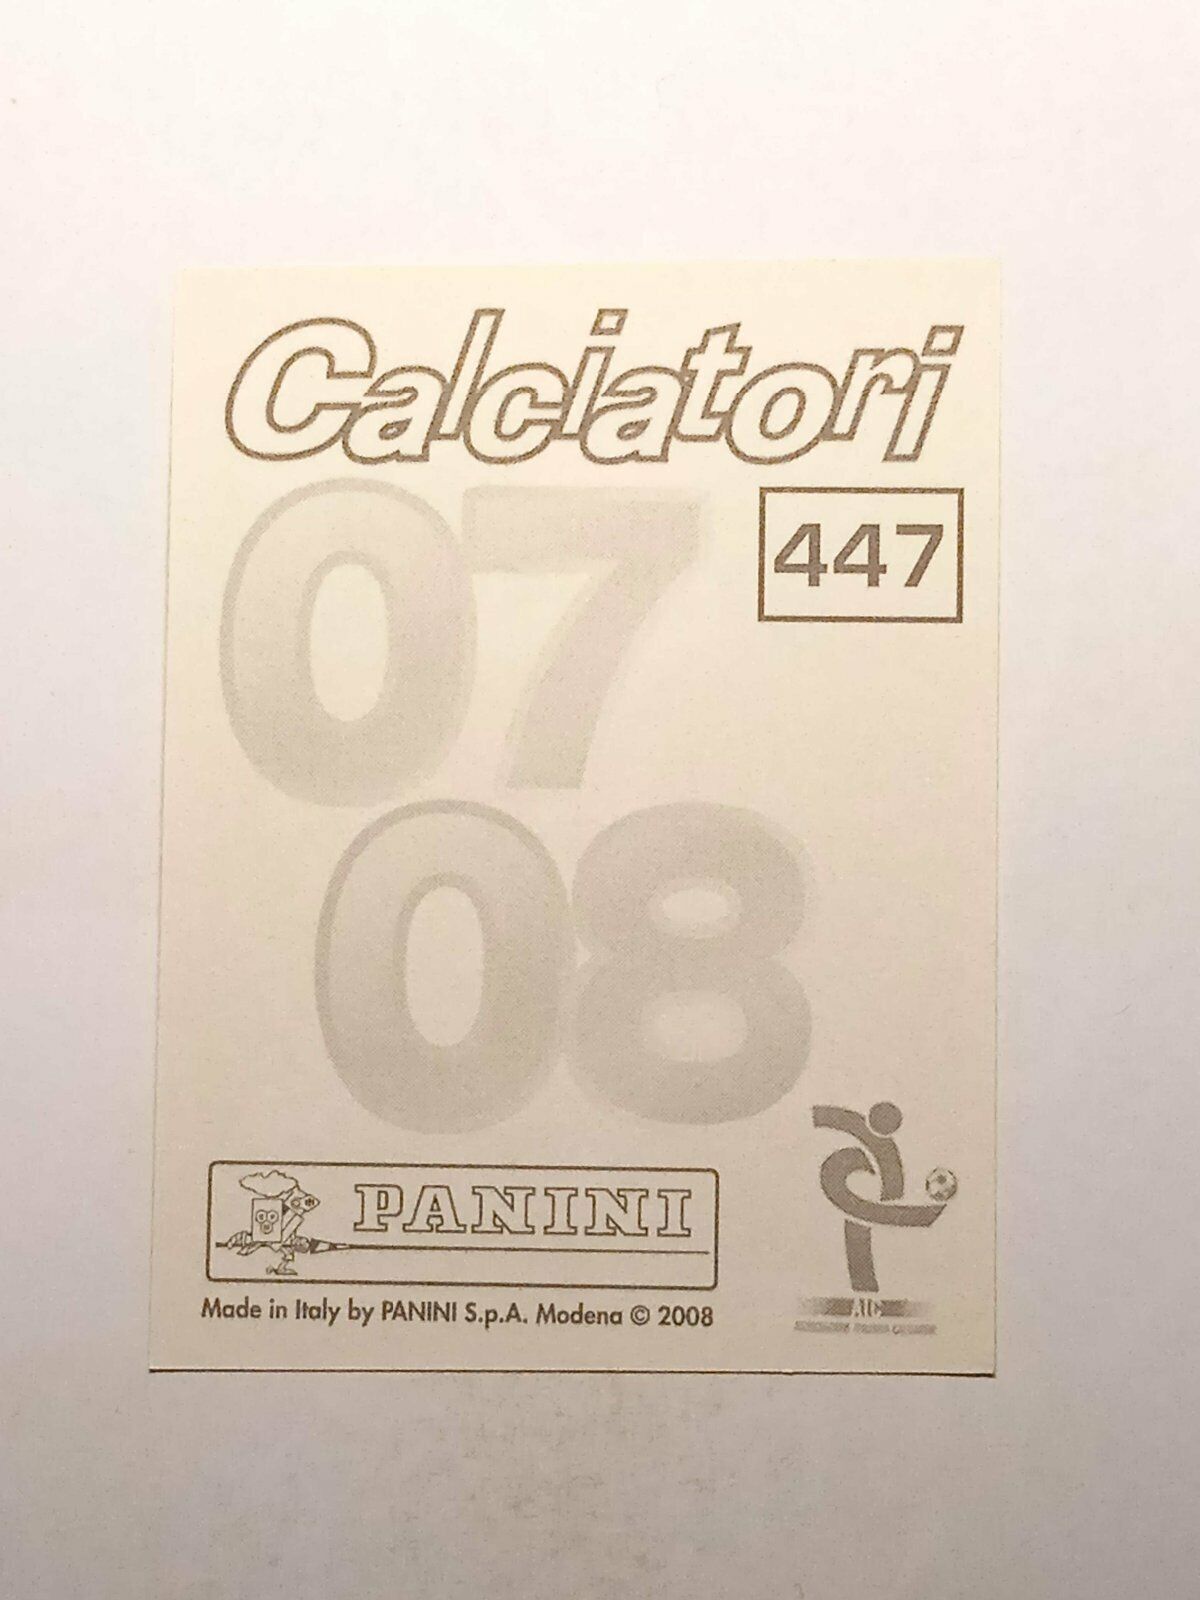 Calciatori
07
447
08
PANINI
Made in Italy by PANINI S.p.A. Modena © 2008